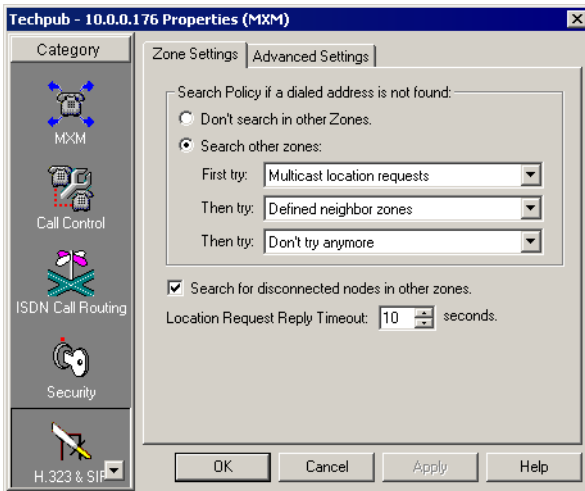 Techpub - 10.0.0.176 Properties (MXM)
Category
MXM
Call Control
ISDN Call Routing
Security
H.323 & SIP
Zone Settings
Advanced Settings
Search Policy if a dialed address is not found:
Don't search in other Zones.
Search other zones:
First try: Multicast location requests
Then try: Defined neighbor zones
Then try: Don't try anymore
Search for disconnected nodes in other zones.
Location Request Reply Timeout: 10 seconds.
OK
Cancel
Apply
Help